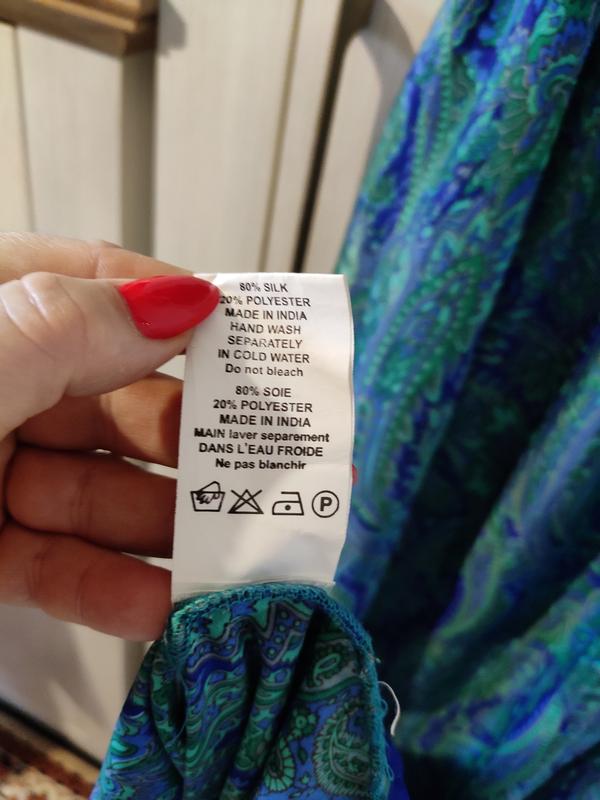 80% SILK
20% POLYESTER
MADE IN INDIA
HAND WASH
SEPARATELY
IN COLD WATER
Do not bleach
80% SOIE
20% POLYESTER
MADE IN INDIA
MAIN laver separement
DANS L'EAU FROIDE
Ne pas blanchir
P